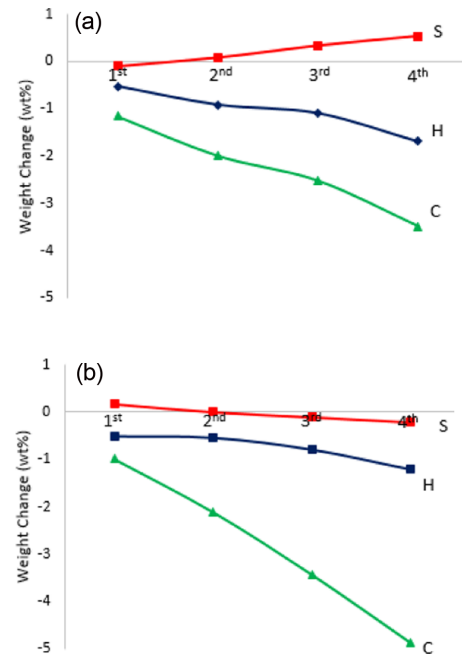 (a)
1
S
0
1st 2nd 3rd 4th
-1
H
-2
-3
C
-4
-5
Weight Change (wt%)
(b)
1
0
1st 2nd 3rd 4th
S
-1
H
-2
-3
-4
-5
C
Weight Change (wt%)